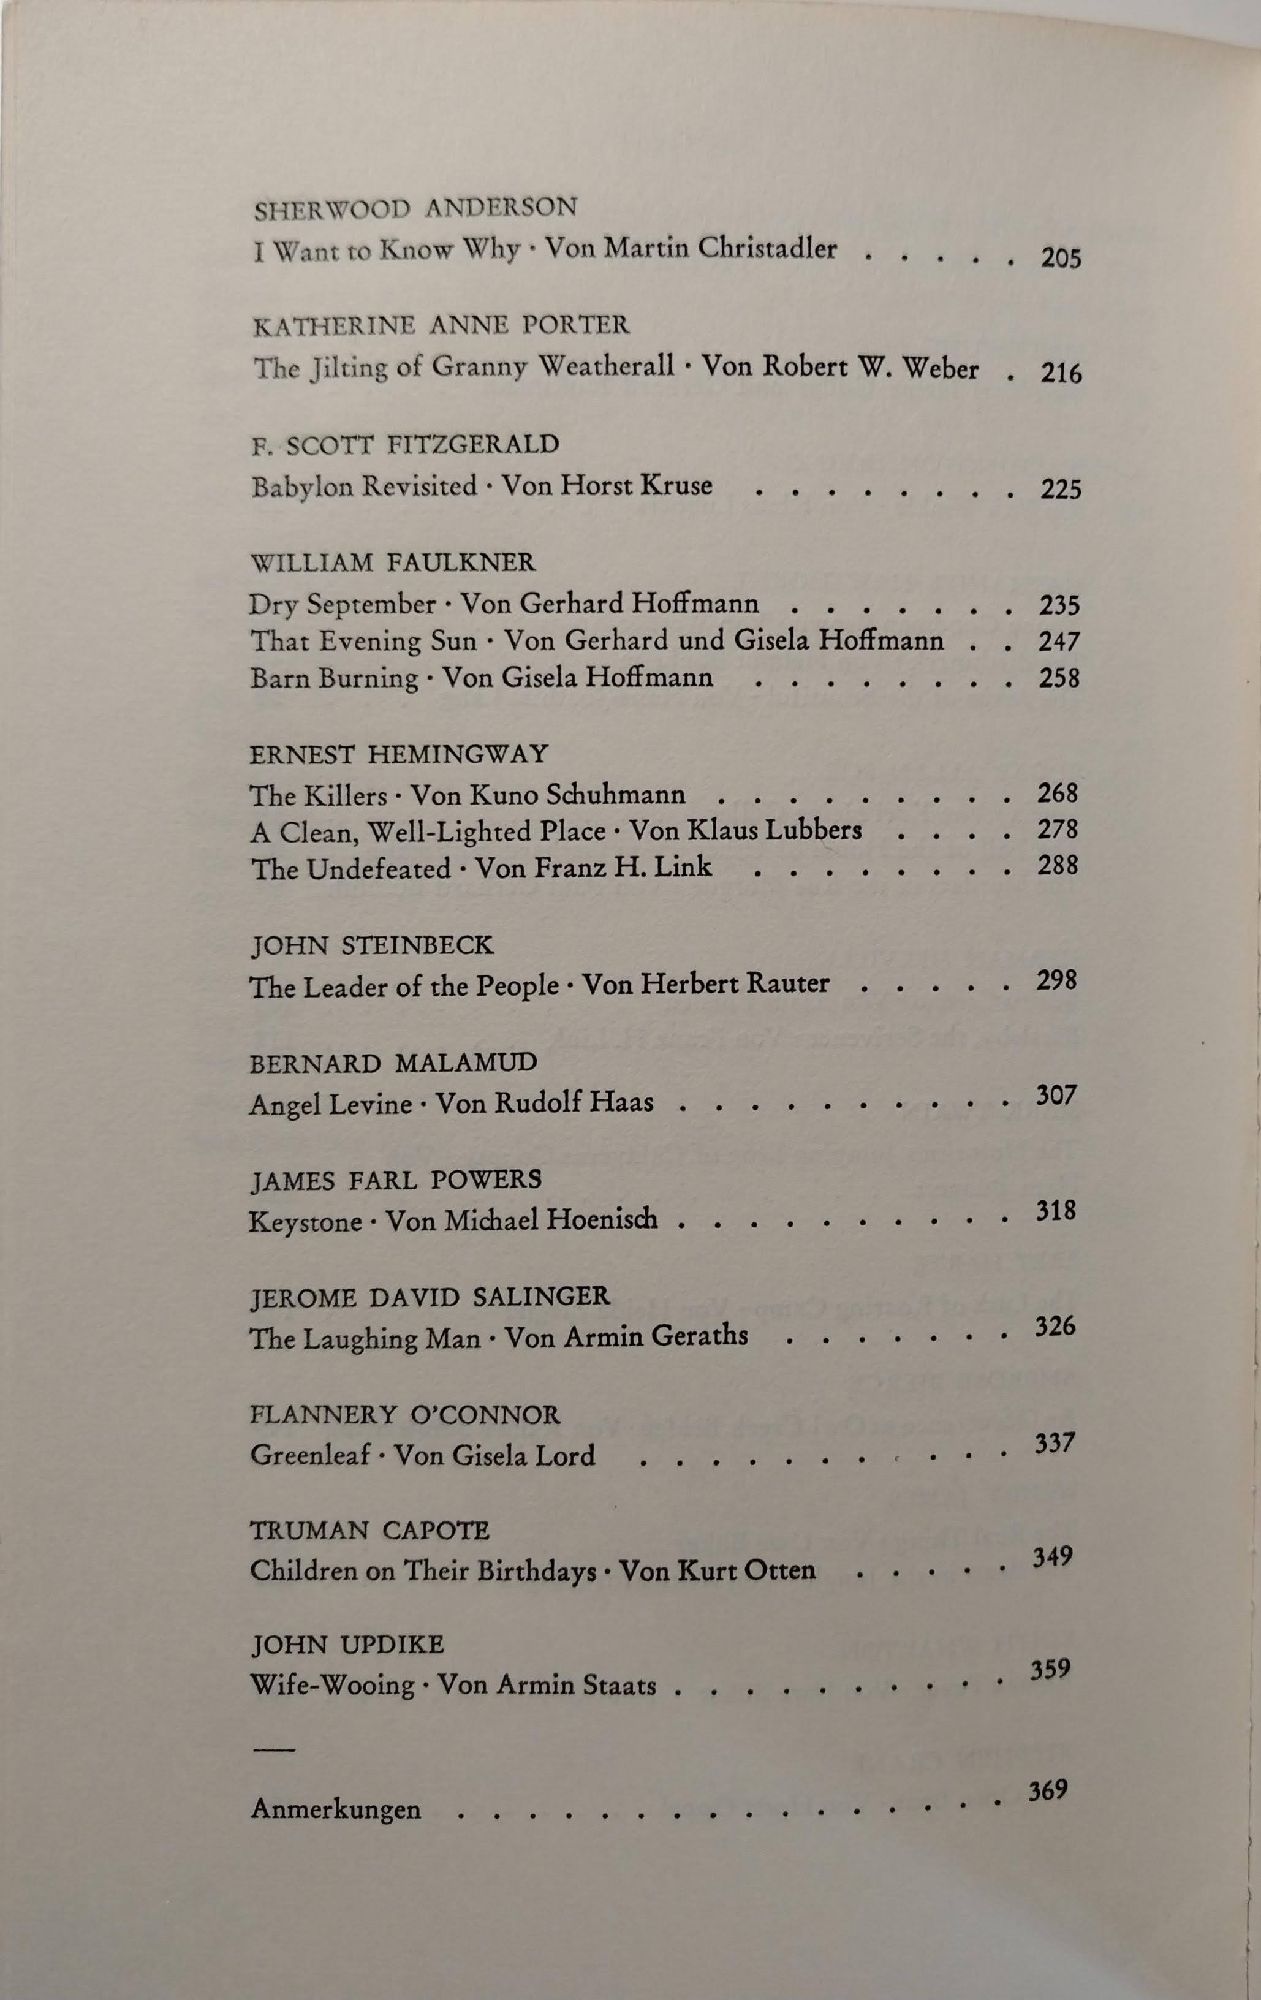 SHERWOOD ANDERSON
I Want to Know Why · Von Martin Christadler . . . . . 205
KATHERINE ANNE PORTER
The Jilting of Granny Weatherall · Von Robert W. Weber . 216
F. SCOTT FITZGERALD
Babylon Revisited · Von Horst Kruse . . . . . . . . 225
WILLIAM FAULKNER
Dry September · Von Gerhard Hoffmann . . . . . . . 235
That Evening Sun · Von Gerhard und Gisela Hoffmann . . 247
Barn Burning · Von Gisela Hoffmann . . . . . . . . 258
ERNEST HEMINGWAY
The Killers · Von Kuno Schuhmann . . . . . . . . . 268
A Clean, Well-Lighted Place · Von Klaus Lubbers . . . . 278
The Undefeated · Von Franz H. Link . . . . . . . . 288
JOHN STEINBECK
The Leader of the People · Von Herbert Rauter . . . . . 298
BERNARD MALAMUD
Angel Levine · Von Rudolf Haas . . . . . . . . . . 307
JAMES FARL POWERS
Keystone · Von Michael Hoenisch . . . . . . . . . . 318
JEROME DAVID SALINGER
The Laughing Man · Von Armin Geraths . . . . . . . 326
FLANNERY O'CONNOR
Greenleaf · Von Gisela Lord . . . . . . . . . . . 337
TRUMAN CAPOTE
Children on Their Birthdays · Von Kurt Otten . . . . . 349
JOHN UPDIKE
Wife-Wooing · Von Armin Staats . . . . . . . . . . 359
—
Anmerkungen . . . . . . . . . . . . . . . . 369